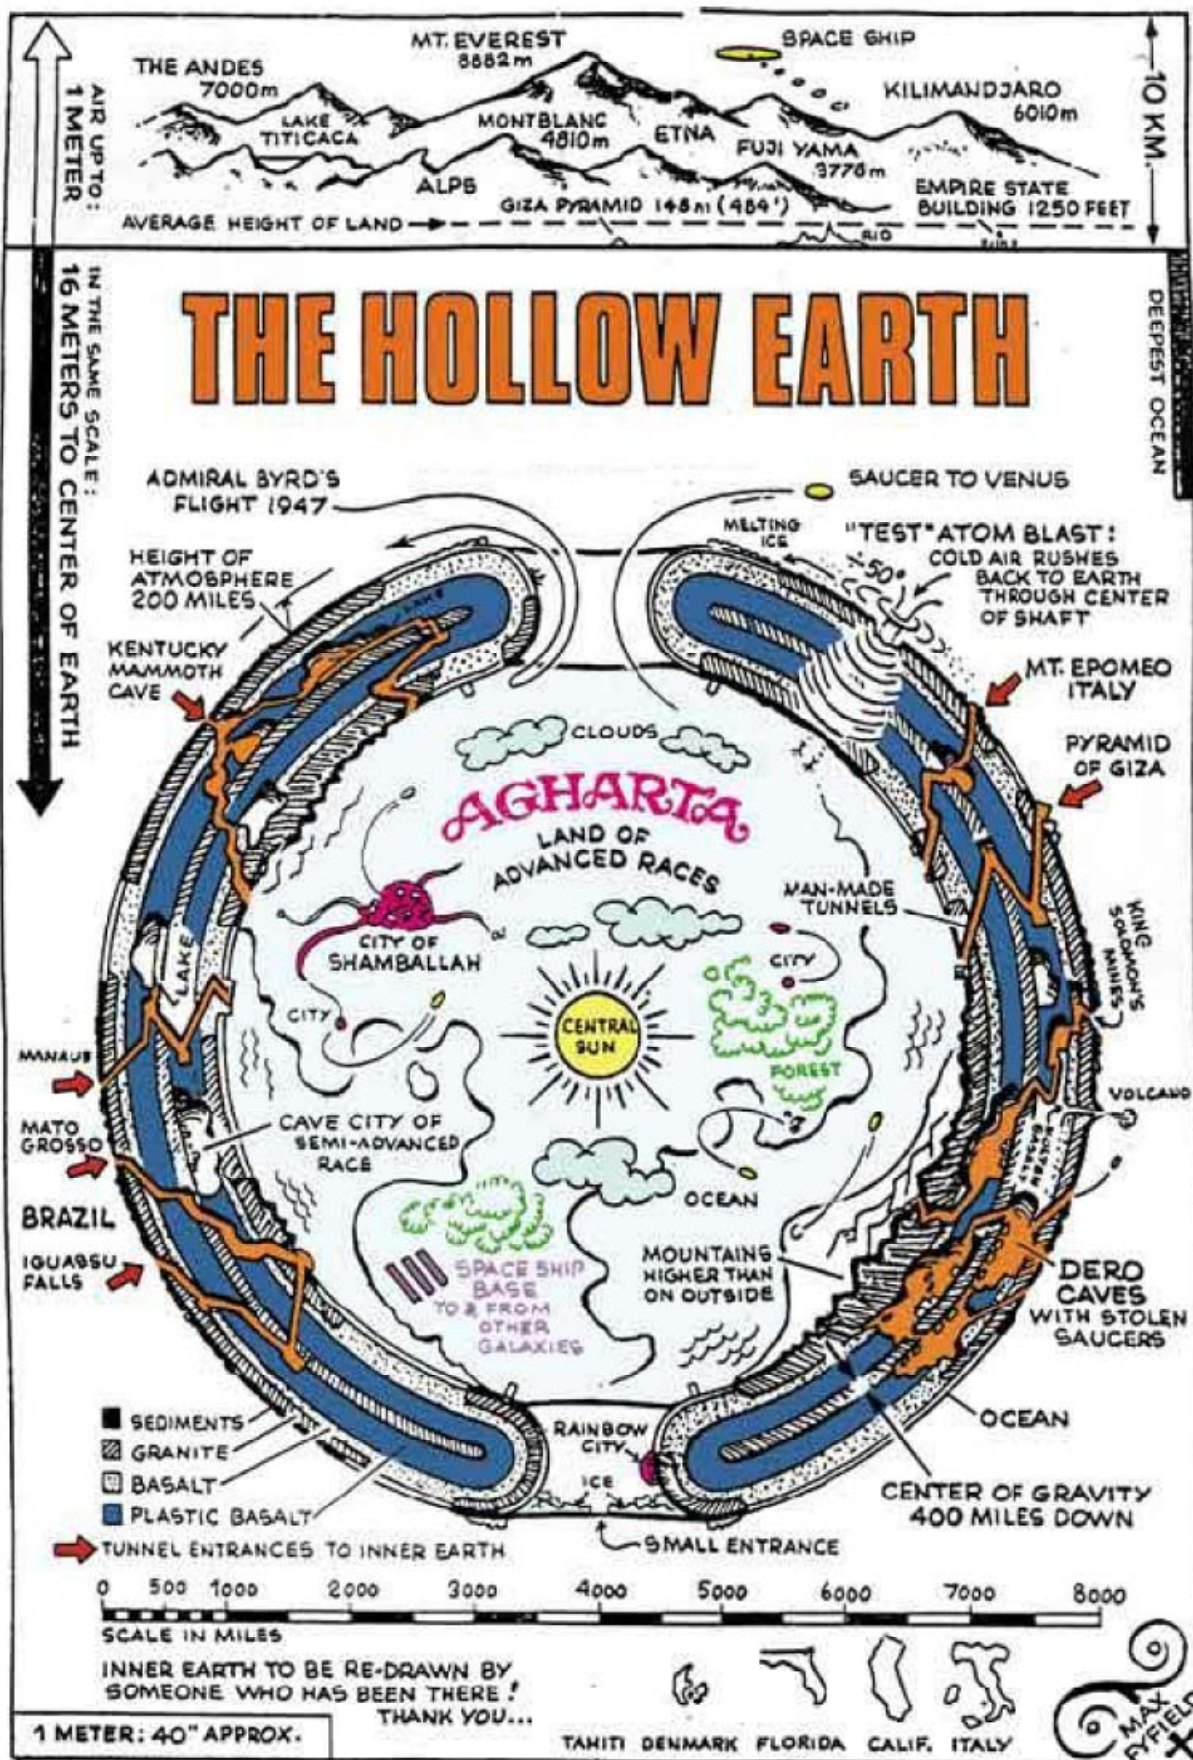 MT. EVEREST
8882m
SPACE SHIP
THE ANDES
7000m
KILIMANDJARO
6010m
LAKE
TITICACA
MONTBLANC
4810m
ETNA
FUJI YAMA
3776m
ALPS
GIZA PYRAMID 148m (484')
EMPIRE STATE
BUILDING 1250 FEET
AVERAGE HEIGHT OF LAND
RIO
AIR UP TO:
1 METER
10 KM.
IN THE SAME SCALE:
16 METERS TO CENTER OF EARTH
DEEPEST OCEAN
THE HOLLOW EARTH
ADMIRAL BYRD'S
FLIGHT 1947
SAUCER TO VENUS
MELTING
ICE
"TEST" ATOM BLAST:
COLD AIR RUSHES
BACK TO EARTH
THROUGH CENTER
OF SHAFT
50°
HEIGHT OF
ATMOSPHERE
200 MILES
LAKE
KENTUCKY
MAMMOTH
CAVE
MT. EPOMEO
ITALY
PYRAMID
OF GIZA
CLOUDS
AGHARTA
LAND OF
ADVANCED RACES
MAN-MADE
TUNNELS
KING
SOLOMON'S
MINES
CITY OF
SHAMBALLAH
LAKE
CITY
CITY
CENTRAL
SUN
FOREST
MANAUS
VOLCANO
MATO
GROSSO
CAVE CITY OF
SEMI-ADVANCED
RACE
BRAZIL
OCEAN
IGUASSU
FALLS
SPACE SHIP
BASE
TO & FROM
OTHER
GALAXIES
MOUNTAINS
HIGHER THAN
ON OUTSIDE
DERO
CAVES
WITH STOLEN
SAUCERS
SEDIMENTS
GRANITE
BASALT
PLASTIC BASALT
TUNNEL ENTRANCES TO INNER EARTH
RAINBOW
CITY
ICE
OCEAN
CENTER OF GRAVITY
400 MILES DOWN
SMALL ENTRANCE
0 500 1000 2000 3000 4000 5000 6000 7000 8000
SCALE IN MILES
INNER EARTH TO BE RE-DRAWN BY
SOMEONE WHO HAS BEEN THERE!
THANK YOU...
1 METER: 40" APPROX.
TAHITI DENMARK FLORIDA CALIF. ITALY
MAX
FYFIELD